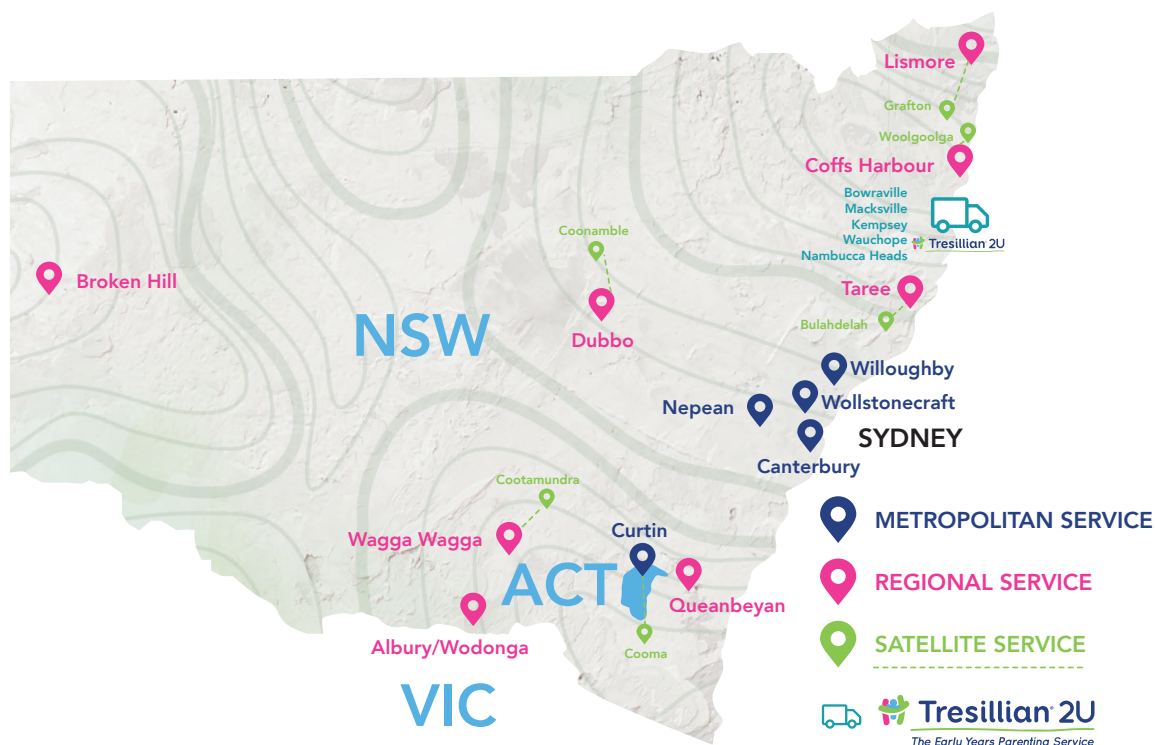 Lismore
Grafton
Woolgoolga
Coffs Harbour
Bowraville
Macksville
Kempsey
Wauchope
Nambucca Heads
Tresillian 2U
Coonamble
Broken Hill
Taree
Bulahdelah
NSW
Dubbo
Willoughby
Wollstonecraft
Nepean
SYDNEY
Canterbury
Cootamundra
Wagga Wagga
Curtin
ACT
Queanbeyan
Albury/Wodonga
Cooma
VIC
METROPOLITAN SERVICE
REGIONAL SERVICE
SATELLITE SERVICE
Tresillian® 2U
The Early Years Parenting Service